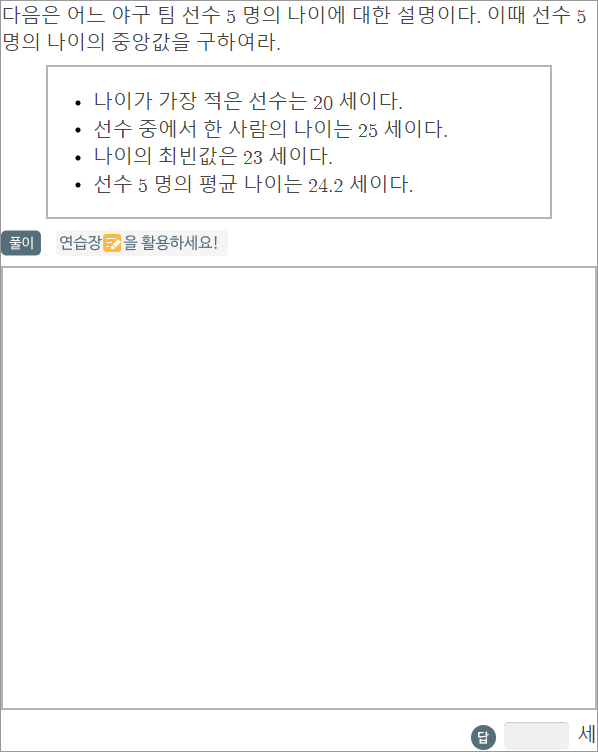 다음은 어느 야구 팀 선수 5 명의 나이에 대한 설명이다. 이때 선수 5
명의 나이의 중앙값을 구하여라.
• 나이가 가장 적은 선수는 20 세이다.
• 선수 중에서 한 사람의 나이는 25 세이다.
• 나이의 최빈값은 23 세이다.
• 선수 5 명의 평균 나이는 24.2 세이다.
풀이 연습장📝을 활용하세요!
답 세